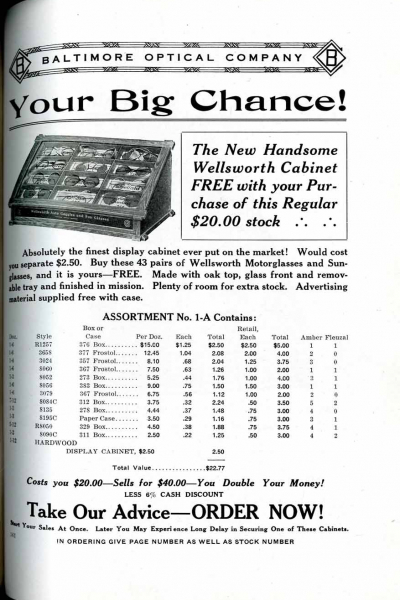 BALTIMORE OPTICAL COMPANY
Your Big Chance!
The New Handsome
Wellsworth Cabinet
FREE with your Pur-
chase of this Regular
$20.00 stock
Absolutely the finest display cabinet ever put on the market! Would cost
you separate $2.50. Buy these 43 pairs of Wellsworth Motorglasses and Sun-
glasses, and it is yours—FREE. Made with oak top, glass front and remov-
able tray and finished in mission. Plenty of room for extra stock. Advertising
material supplied free with case.
ASSORTMENT No. 1-A Contains:
Box or Retail,
Doz. Style Case Per Doz. Each Total Each Total Amber Fieuzal
R1257 376 Box $15.00 $1.25 $2.50 $2.50 $5.00 1 1
3658 377 Frostol 12.45 1.04 2.08 2.00 4.00 2 0
3024 357 Frostol 8.10 .68 2.04 1.25 3.75 3 0
8060 367 Frostol 7.50 .63 1.26 1.00 2.00 1 1
8052 273 Box 5.25 .44 1.76 1.00 4.00 3 1
8056 283 Box 9.00 .75 1.50 1.50 3.00 1 1
3079 367 Frostol 6.75 .56 1.12 1.00 2.00 2 0
8084C 312 Box 3.75 .32 2.24 .50 3.50 5 2
8135 278 Box 4.44 .37 1.48 .75 3.00 4 0
8195C Paper Case 3.50 .29 1.16 .75 3.00 3 1
R8050 329 Box 4.50 .38 1.88 .75 3.75 4 1
8090C 311 Box 2.50 .22 1.25 .50 3.00 4 2
HARDWOOD
DISPLAY CABINET, $2.50 2.50
Total Value $22.77
Costs you $20.00—Sells for $40.00—You Double Your Money!
LESS 6% CASH DISCOUNT
Take Our Advice—ORDER NOW!
Start Your Sales At Once. Later You May Experience Long Delay in Securing One of These Cabinets.
IN ORDERING GIVE PAGE NUMBER AS WELL AS STOCK NUMBER